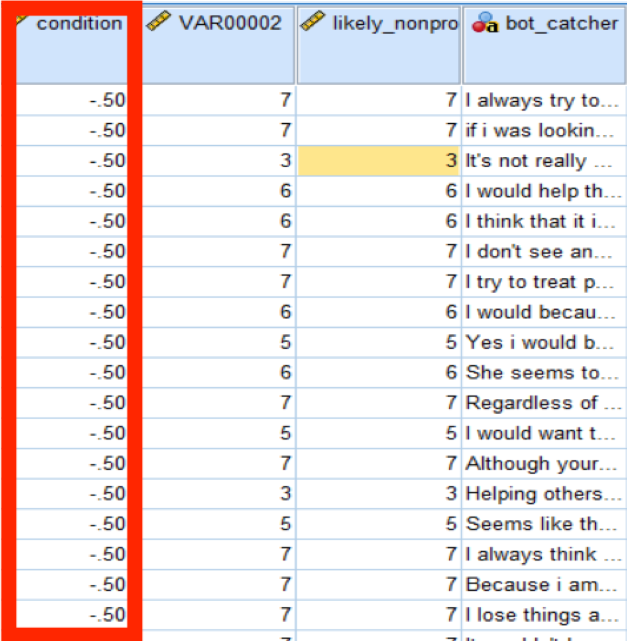 condition VAR00002 likely_nonpro bot_catcher
-.50 7 7 I always try to...
-.50 7 7 if i was lookin...
-.50 3 3 It's not really ...
-.50 6 6 I would help th...
-.50 6 6 I think that it i...
-.50 7 7 I don't see an...
-.50 7 7 I try to treat p...
-.50 6 6 I would becau...
-.50 5 5 Yes i would b...
-.50 6 6 She seems to...
-.50 7 7 Regardless of ...
-.50 5 5 I would want t...
-.50 7 7 Although your...
-.50 3 3 Helping others...
-.50 5 5 Seems like th...
-.50 7 7 I always think ...
-.50 7 7 Because i am...
-.50 7 7 I lose things a...